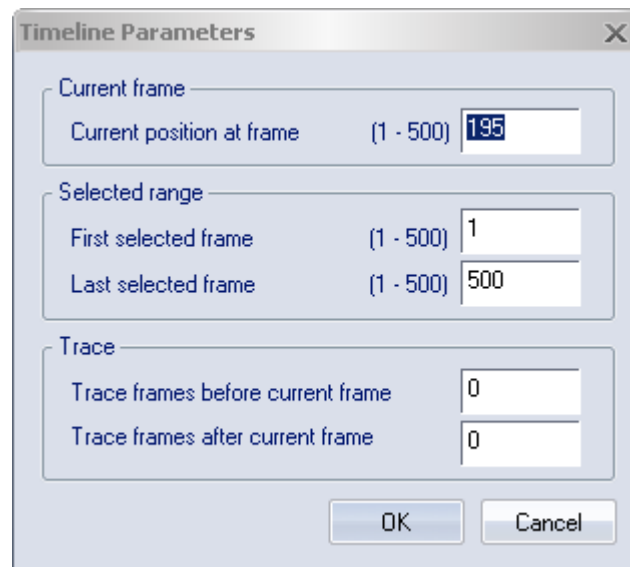 Timeline Parameters
Current frame
Current position at frame (1 - 500) 195
Selected range
First selected frame (1 - 500) 1
Last selected frame (1 - 500) 500
Trace
Trace frames before current frame 0
Trace frames after current frame 0
OK Cancel